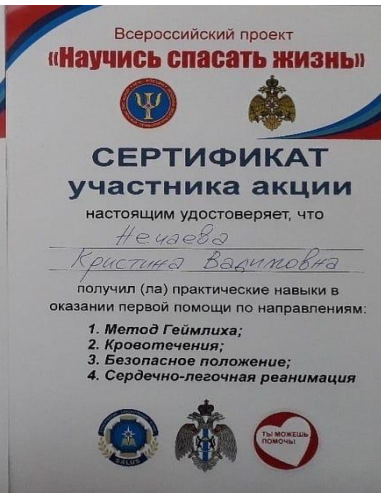 Всероссийский проект
«Научись спасать жизнь»
СЕРТИФИКАТ
участника акции
настоящим удостоверяет, что
Нечаева
Кристина Вадимовна
получил (ла) практические навыки в
оказании первой помощи по направлениям:
1. Метод Геймлиха;
2. Кровотечения;
3. Безопасное положение;
4. Сердечно-легочная реанимация
SALUS
ТЫ МОЖЕШЬ
ПОМОЧЬ!